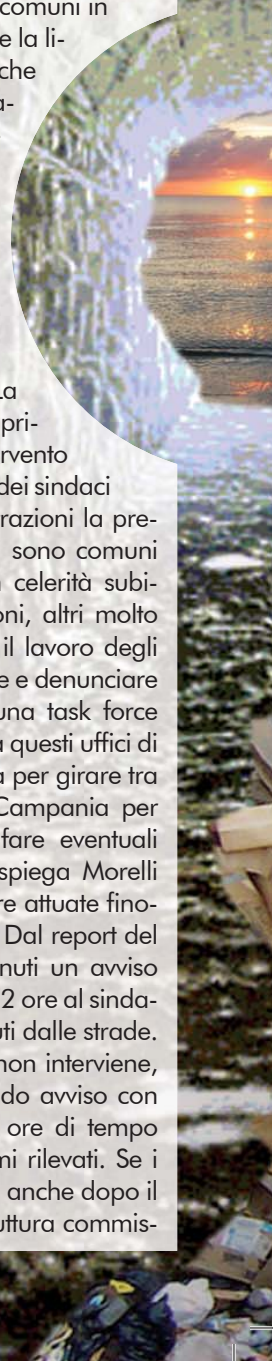 comuni in
e la li-
che
a-
La
pri-
rvento
dei sindaci
razioni la pre-
sono comuni
celerità subi-
oni, altri molto
il lavoro degli
e e denunciare
una task force
a questi uffici di
a per girare tra
Campania per
fare eventuali
spiega Morelli
re attuate fino-
Dal report del
nuti un avviso
2 ore al sinda-
uti dalle strade.
non interviene,
do avviso con
ore di tempo
mi rilevati. Se i
anche dopo il
uttura commis-